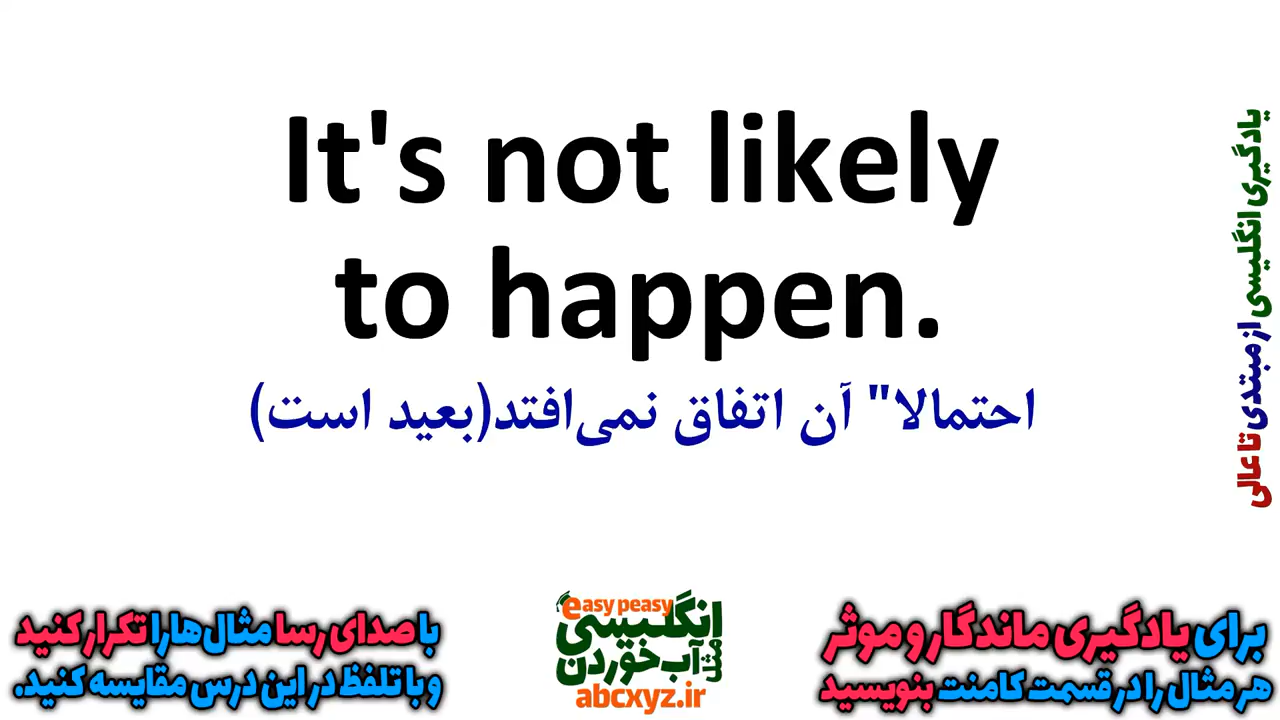 It's not likely
to happen.
احتمالا" آن اتفاق نمی‌افتد(بعید است)
یادگیری انگلیسی از مبتدی تا عالی
برای یادگیری ماندگار و موثر
هر مثال را در قسمت کامنت بنویسید
easy peasy
انگلیسی
مثل آب خوردن
abcxyz.ir
با صدای رسا مثال‌ها را تکرار کنید
و با تلفظ در این درس مقایسه کنید.